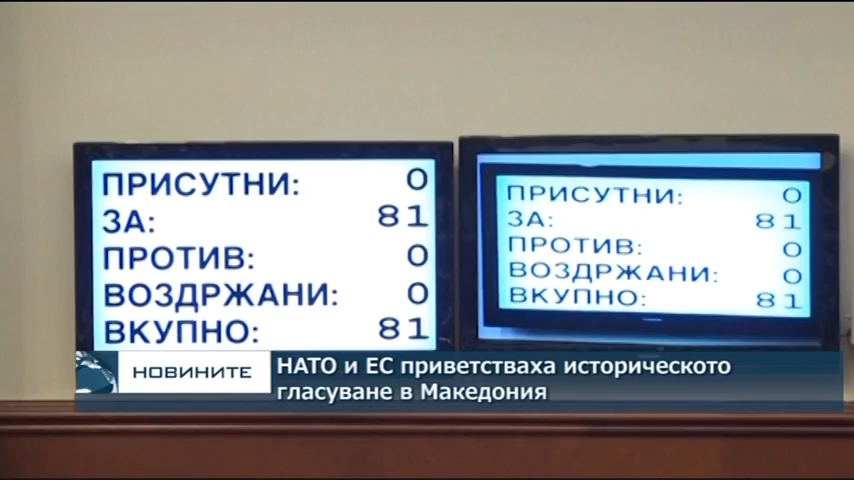 ПРИСУТНИ: 0
ЗА: 81
ПРОТИВ: 0
ВОЗДРЖАНИ: 0
ВКУПНО: 81
ПРИСУТНИ: 0
ЗА: 81
ПРОТИВ: 0
ВОЗДРЖАНИ: 0
ВКУПНО: 81
НОВИНИТЕ
НАТО и ЕС приветстваха историческото
гласуване в Македония